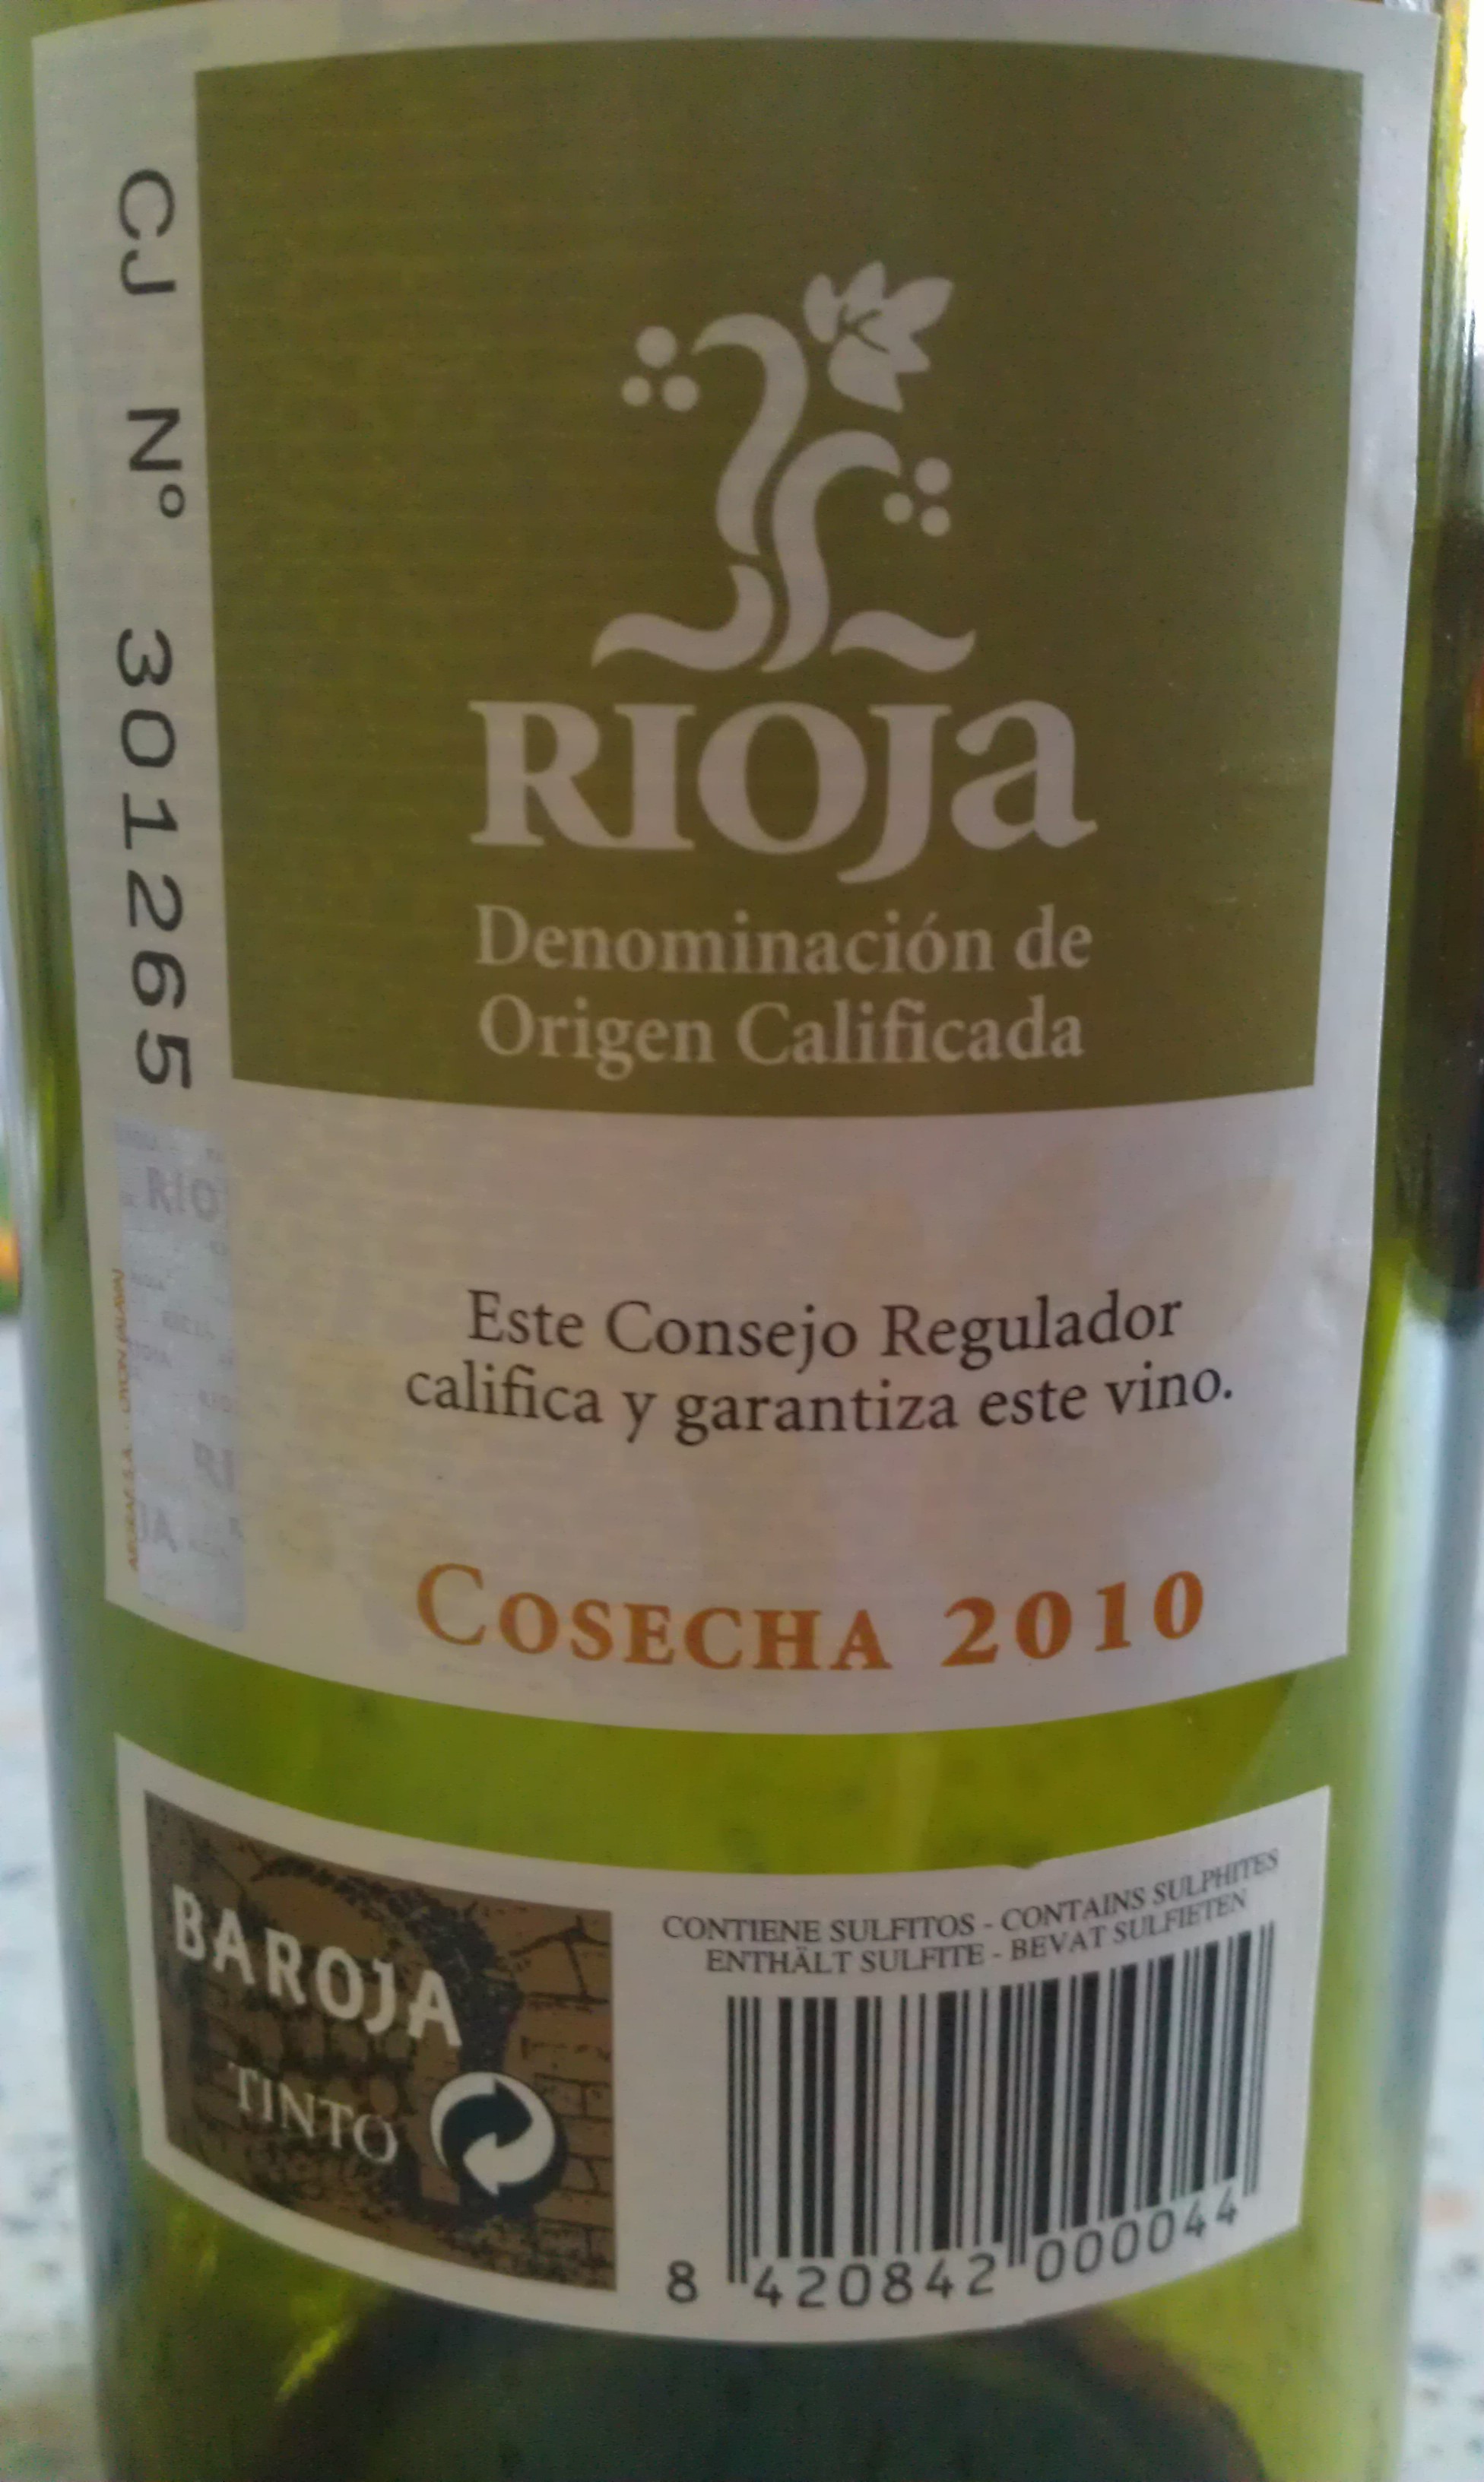 CJ Nº 301265
RIOJa
Denominación de
Origen Calificada
Este Consejo Regulador
califica y garantiza este vino.
COSECHA 2010
RIO
BAROJA
TINTO
CONTIENE SULFITOS - CONTAINS SULPHITES
ENTHÄLT SULFITE - BEVAT SULFIETEN
8 420842 000044